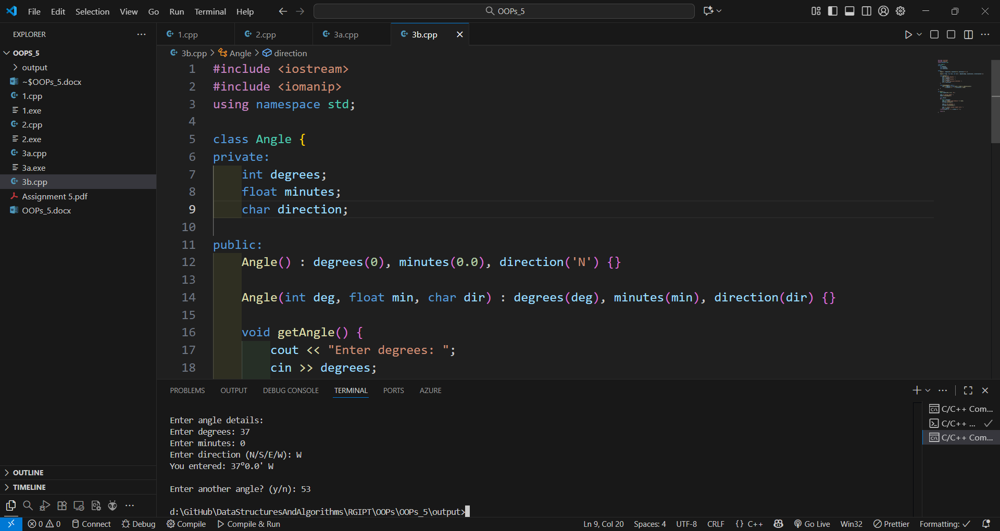 File Edit Selection View Go Run Terminal Help OOPs_5
EXPLORER
OOPS_5
output
~$OOPs_5.docx
1.cpp
1.exe
2.cpp
2.exe
3a.cpp
3a.exe
3b.cpp
Assignment 5.pdf
OOPs_5.docx
OUTLINE
TIMELINE
1.cpp 2.cpp 3a.cpp 3b.cpp
3b.cpp > Angle > direction
1 #include <iostream>
2 #include <iomanip>
3 using namespace std;
4
5 class Angle {
6 private:
7 int degrees;
8 float minutes;
9 char direction;
10
11 public:
12 Angle() : degrees(0), minutes(0.0), direction('N') {}
13
14 Angle(int deg, float min, char dir) : degrees(deg), minutes(min), direction(dir) {}
15
16 void getAngle() {
17 cout << "Enter degrees: ";
18 cin >> degrees;
PROBLEMS OUTPUT DEBUG CONSOLE TERMINAL PORTS AZURE
Enter angle details:
Enter degrees: 37
Enter minutes: 0
Enter direction (N/S/E/W): W
You entered: 37°0.0' W
Enter another angle? (y/n): 53
d:\GitHub\DataStructuresAndAlgorithms\RGIPT\OOPs\OOPs_5\output>
C/C++ Com...
C/C++ ...
C/C++ Com...
0 0 Connect Debug Compile Compile & Run Ln 9, Col 20 Spaces: 4 UTF-8 CRLF {} C++ Go Live Win32 Prettier Formatting: ✓